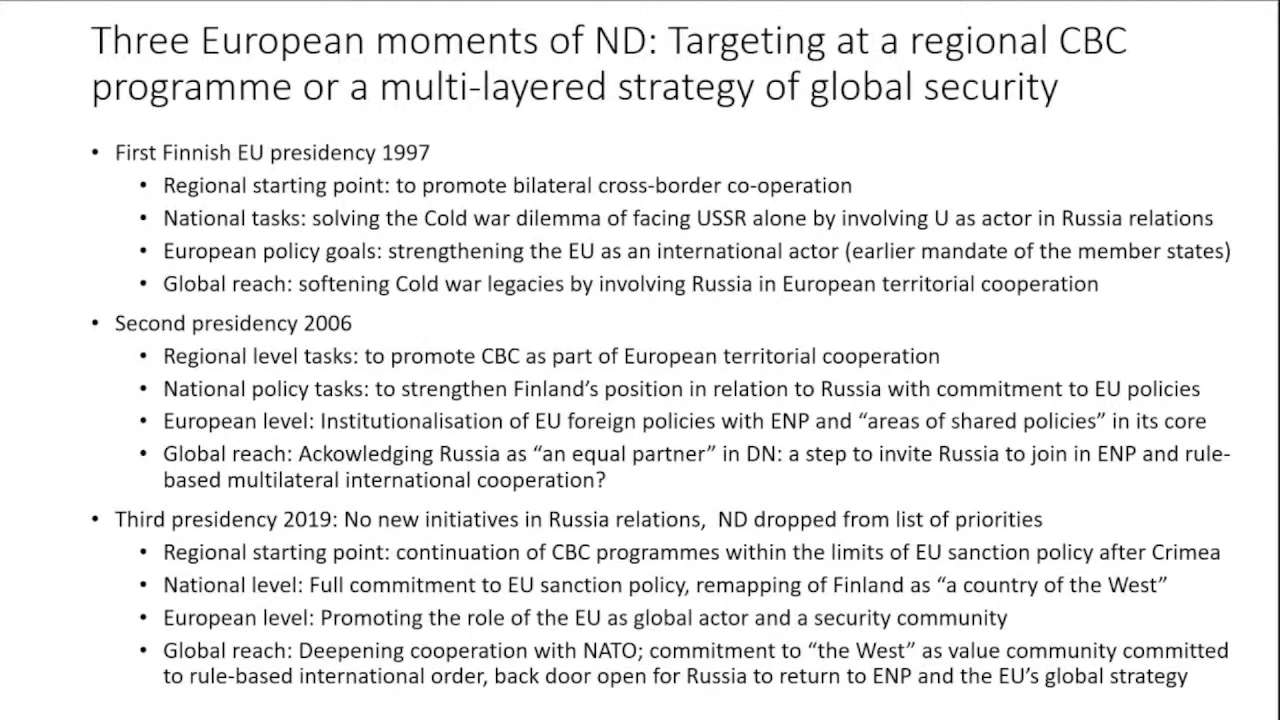 Three European moments of ND: Targeting at a regional CBC
programme or a multi-layered strategy of global security
• First Finnish EU presidency 1997
• Regional starting point: to promote bilateral cross-border co-operation
• National tasks: solving the Cold war dilemma of facing USSR alone by involving U as actor in Russia relations
• European policy goals: strengthening the EU as an international actor (earlier mandate of the member states)
• Global reach: softening Cold war legacies by involving Russia in European territorial cooperation
• Second presidency 2006
• Regional level tasks: to promote CBC as part of European territorial cooperation
• National policy tasks: to strengthen Finland’s position in relation to Russia with commitment to EU policies
• European level: Institutionalisation of EU foreign policies with ENP and “areas of shared policies” in its core
• Global reach: Ackowledging Russia as “an equal partner” in DN: a step to invite Russia to join in ENP and rule-
based multilateral international cooperation?
• Third presidency 2019: No new initiatives in Russia relations, ND dropped from list of priorities
• Regional starting point: continuation of CBC programmes within the limits of EU sanction policy after Crimea
• National level: Full commitment to EU sanction policy, remapping of Finland as “a country of the West”
• European level: Promoting the role of the EU as global actor and a security community
• Global reach: Deepening cooperation with NATO; commitment to “the West” as value community committed
to rule-based international order, back door open for Russia to return to ENP and the EU’s global strategy